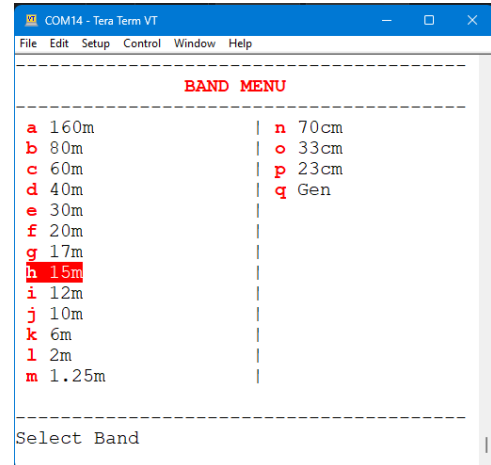 COM14 - Tera Term VT
File Edit Setup Control Window Help
-----------------------------------------
BAND MENU
-----------------------------------------
a 160m | n 70cm
b 80m | o 33cm
c 60m | p 23cm
d 40m | q Gen
e 30m |
f 20m |
g 17m |
h 15m |
i 12m |
j 10m |
k 6m |
l 2m |
m 1.25m |
-----------------------------------------
Select Band